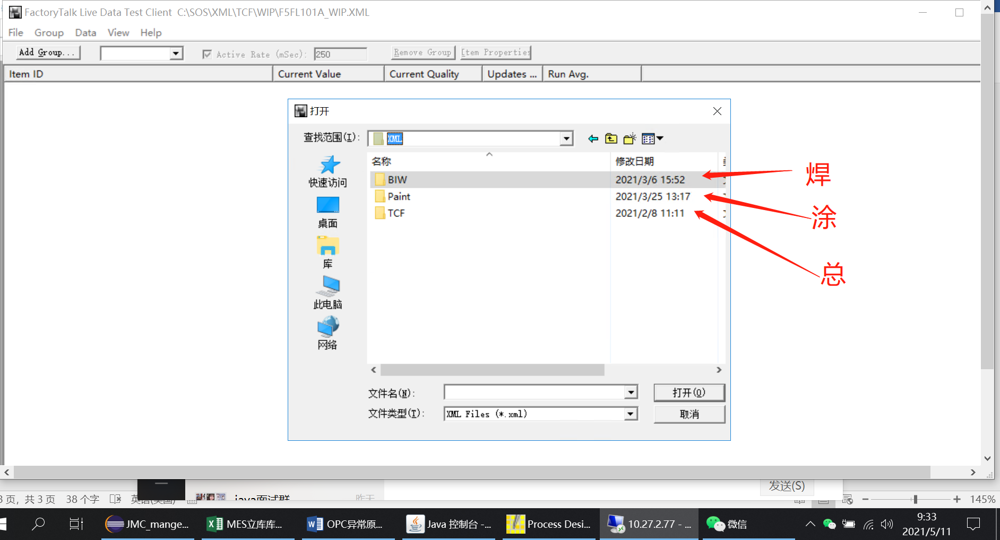 FactoryTalk Live Data Test Client  C:\SOS\XML\TCF\WIP\F5FL101A_WIP.XML
File Group Data View Help
Add Group... Active Rate (mSec): 250 Remove Group Item Properties
Item ID Current Value Current Quality Updates ... Run Avg.
打开
查找范围(I): XML
名称 修改日期
BIW 2021/3/6 15:52
Paint 2021/3/25 13:17
TCF 2021/2/8 11:11
焊
涂
总
快速访问
桌面
库
此电脑
网络
文件名(N): 打开(O)
文件类型(T): XML Files (*.xml) 取消
发送(S)
3 页，共 3 页 38 个字 英语(美国) java面试群 昨天 145%
JMC_mange... MES立库库... OPC异常原... Java 控制台 -... Process Desi... 10.27.2.77 - ... 微信 9:33
2021/5/11